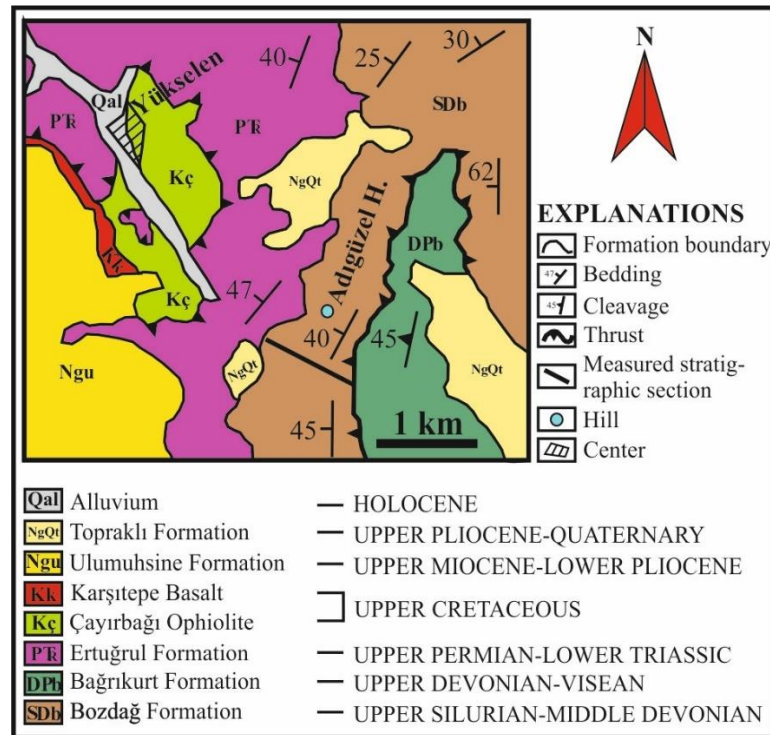 N
30
25
40
SDb
Qal
Yükselen
PTR
PTR
Kç
NgQt
62
DPb
Adıgüzel H.
Kk
Kç
47
40
45
NgQt
NgQt
Ngu
45
1 km
EXPLANATIONS
Formation boundary
47 Bedding
45 Cleavage
Thrust
Measured stratig-
raphic section
Hill
Center
Qal Alluvium — HOLOCENE
NgQt Topraklı Formation — UPPER PLIOCENE-QUATERNARY
Ngu Ulumuhsine Formation — UPPER MIOCENE-LOWER PLIOCENE
Kk Karşıtepe Basalt
UPPER CRETACEOUS
Kç Çayırbağı Ophiolite
PTR Ertuğrul Formation — UPPER PERMIAN-LOWER TRIASSIC
DPb Bağrıkurt Formation — UPPER DEVONIAN-VISEAN
SDb Bozdağ Formation — UPPER SILURIAN-MIDDLE DEVONIAN